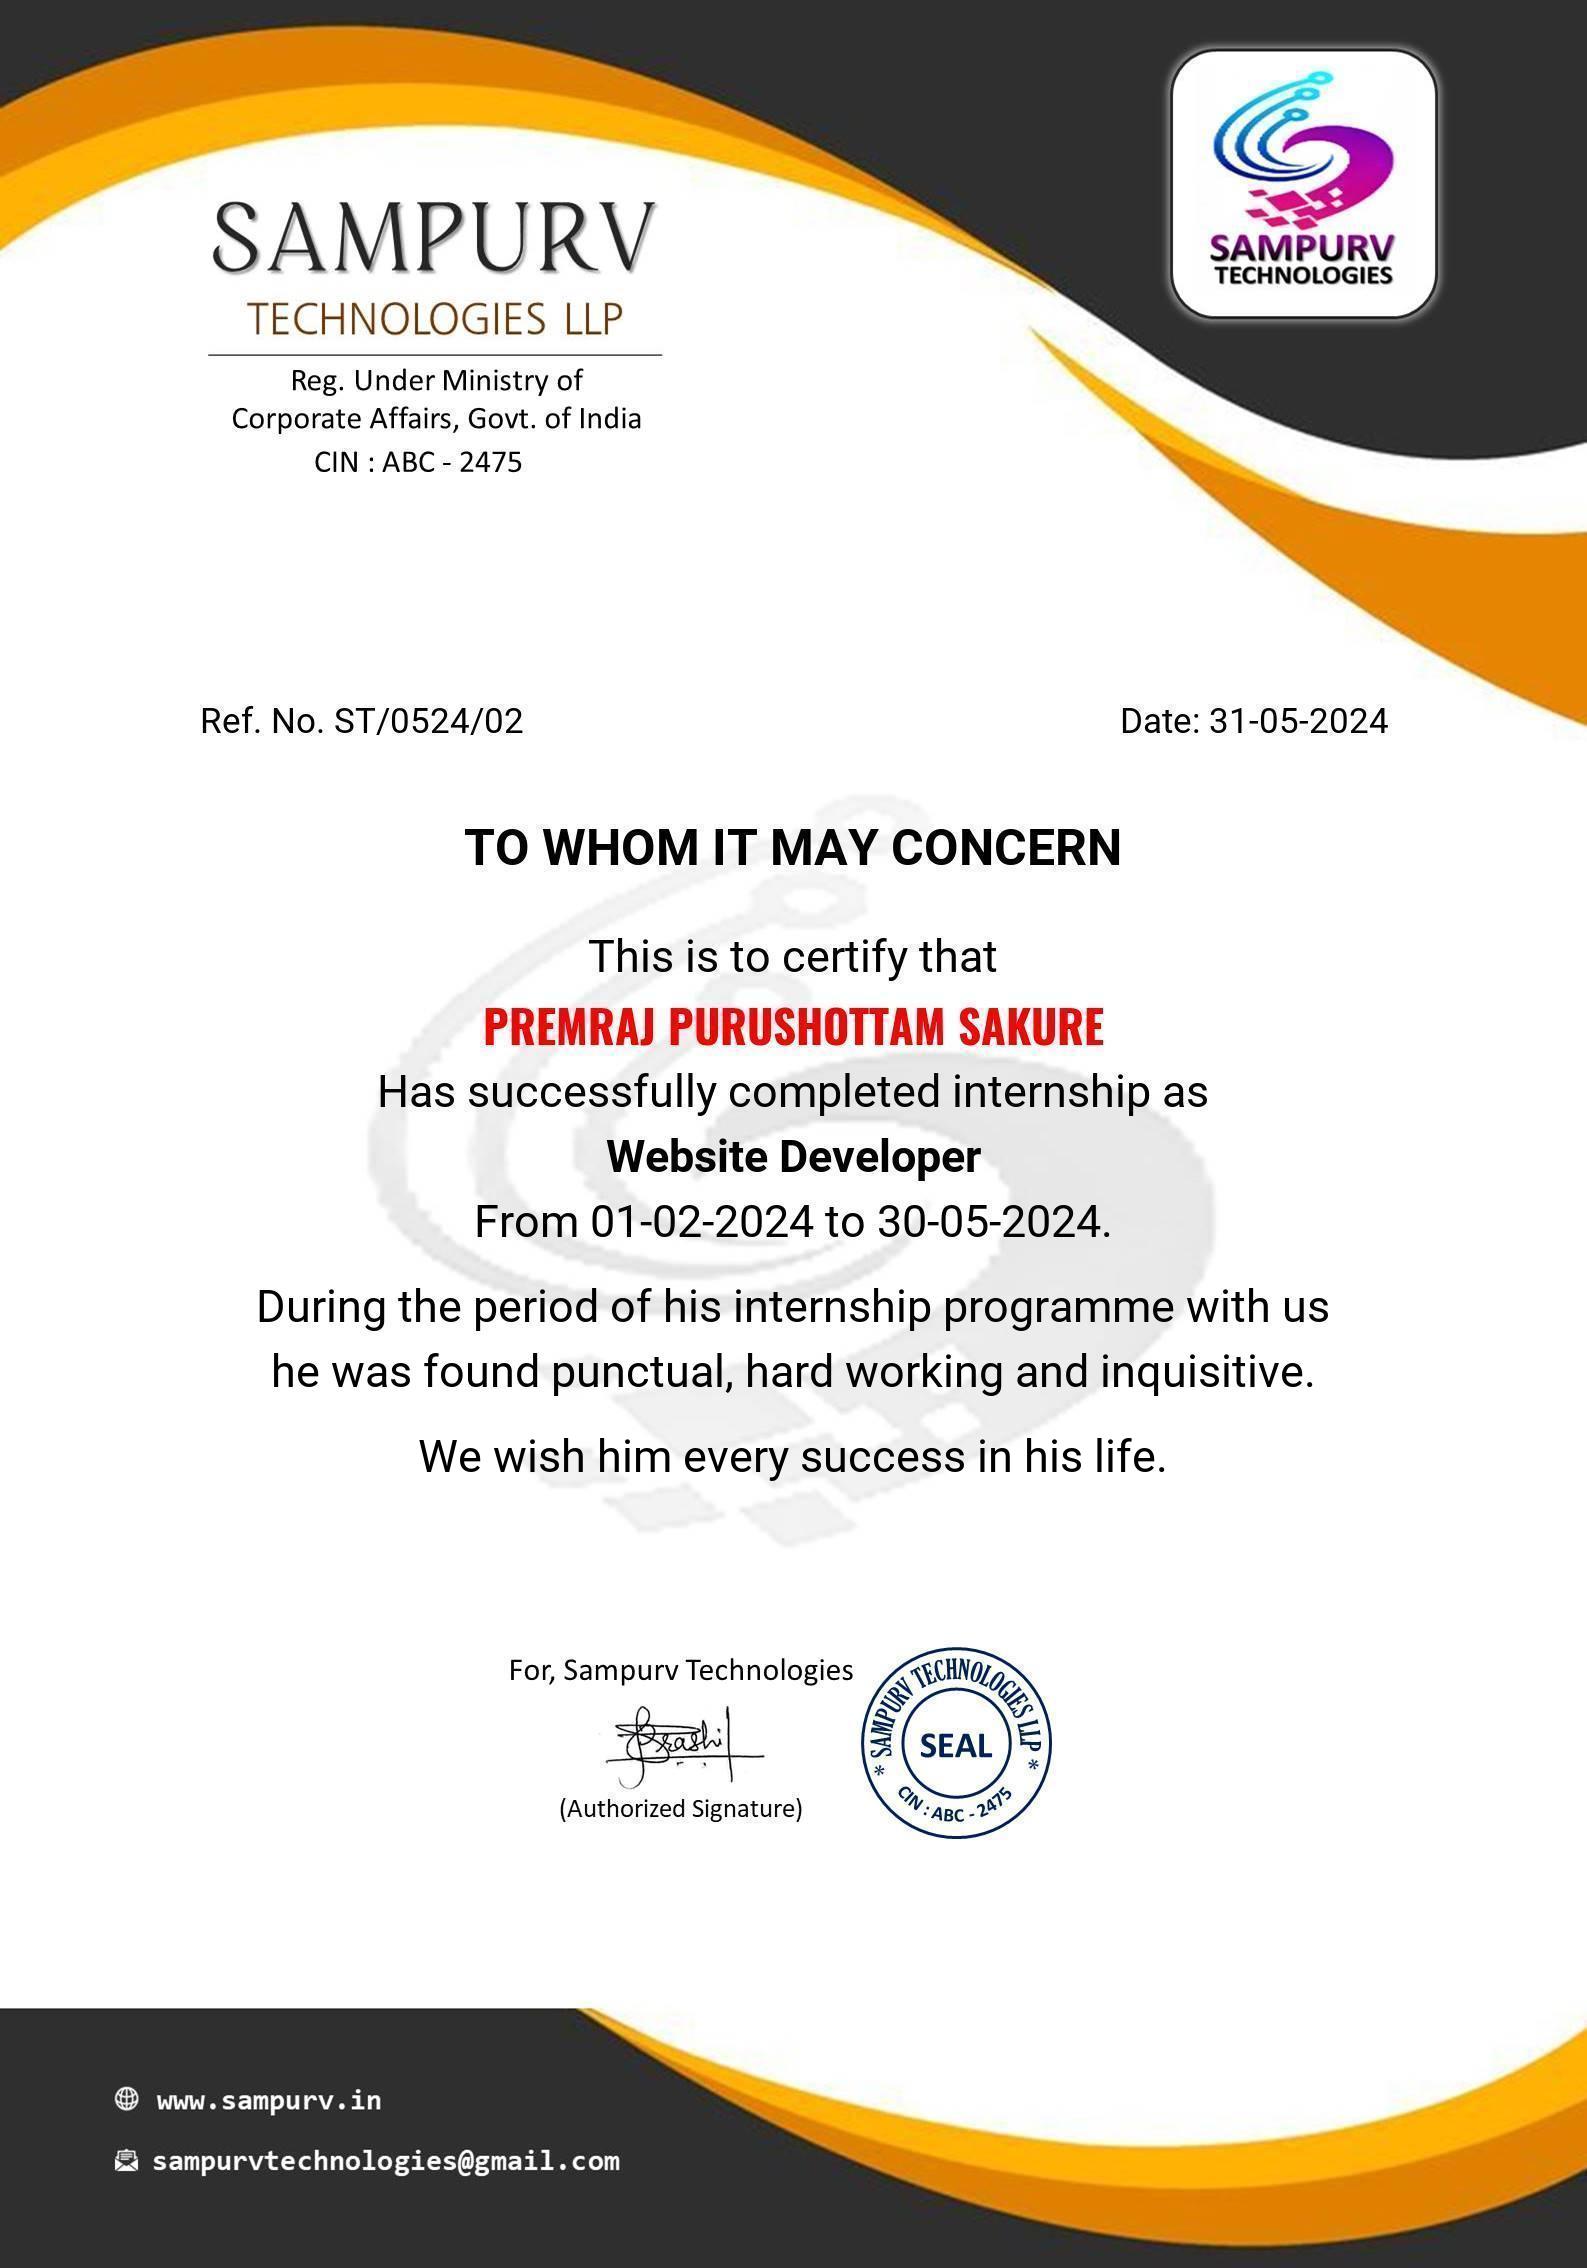 SAMPURV
TECHNOLOGIES LLP
Reg. Under Ministry of
Corporate Affairs, Govt. of India
CIN : ABC - 2475
SAMPURV
TECHNOLOGIES
Ref. No. ST/0524/02
Date: 31-05-2024
TO WHOM IT MAY CONCERN
This is to certify that
PREMRAJ PURUSHOTTAM SAKURE
Has successfully completed internship as
Website Developer
From 01-02-2024 to 30-05-2024.
During the period of his internship programme with us
he was found punctual, hard working and inquisitive.
We wish him every success in his life.
For, Sampurv Technologies
(Authorized Signature)
* SAMPURV TECHNOLOGIES LLP *
SEAL
CIN : ABC - 2475
www.sampurv.in
sampurvtechnologies@gmail.com